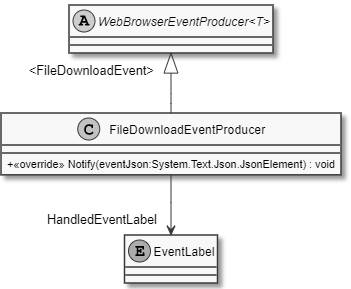 A WebBrowserEventProducer<T>
<FileDownloadEvent>
C FileDownloadEventProducer
+«override» Notify(eventJson:System.Text.Json.JsonElement) : void
HandledEventLabel
E EventLabel